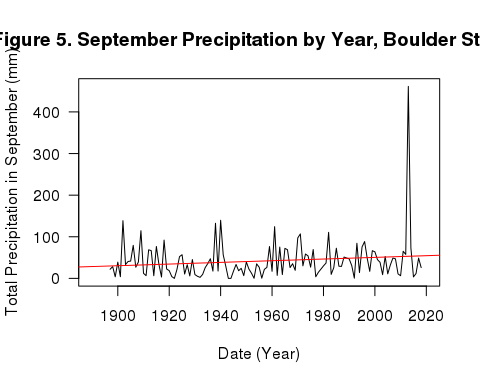 Figure 5. September Precipitation by Year, Boulder St
Total Precipitation in September (mm)
400
300
200
100
0
1900 1920 1940 1960 1980 2000 2020
Date (Year)